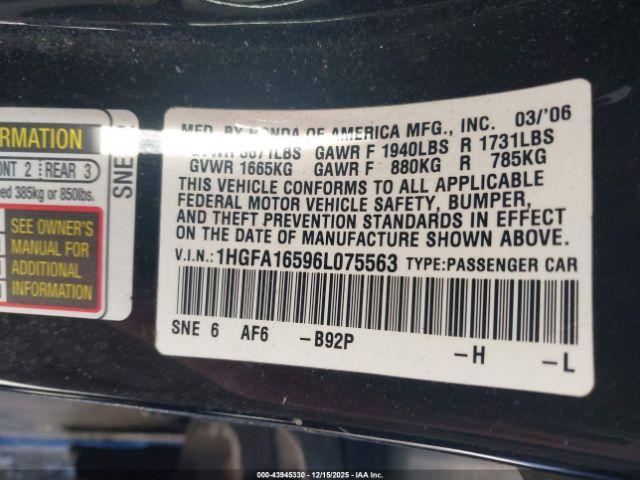 RMATION
ONT 2 REAR 3
ed 385kg or 850lbs.
SEE OWNER'S
MANUAL FOR
ADDITIONAL
INFORMATION
SNE
MFD. BY HONDA OF AMERICA MFG., INC. 03/'06
GVWR 3671LBS GAWR F 1940LBS R 1731LBS
GVWR 1665KG GAWR F 880KG R 785KG
THIS VEHICLE CONFORMS TO ALL APPLICABLE
FEDERAL MOTOR VEHICLE SAFETY, BUMPER,
AND THEFT PREVENTION STANDARDS IN EFFECT
ON THE DATE OF MANUFACTURE SHOWN ABOVE.
V.I.N.: 1HGFA16596L075563 TYPE:PASSENGER CAR
SNE 6 AF6 -B92P -H -L
000-43945330 - 12/15/2025 - IAA Inc.